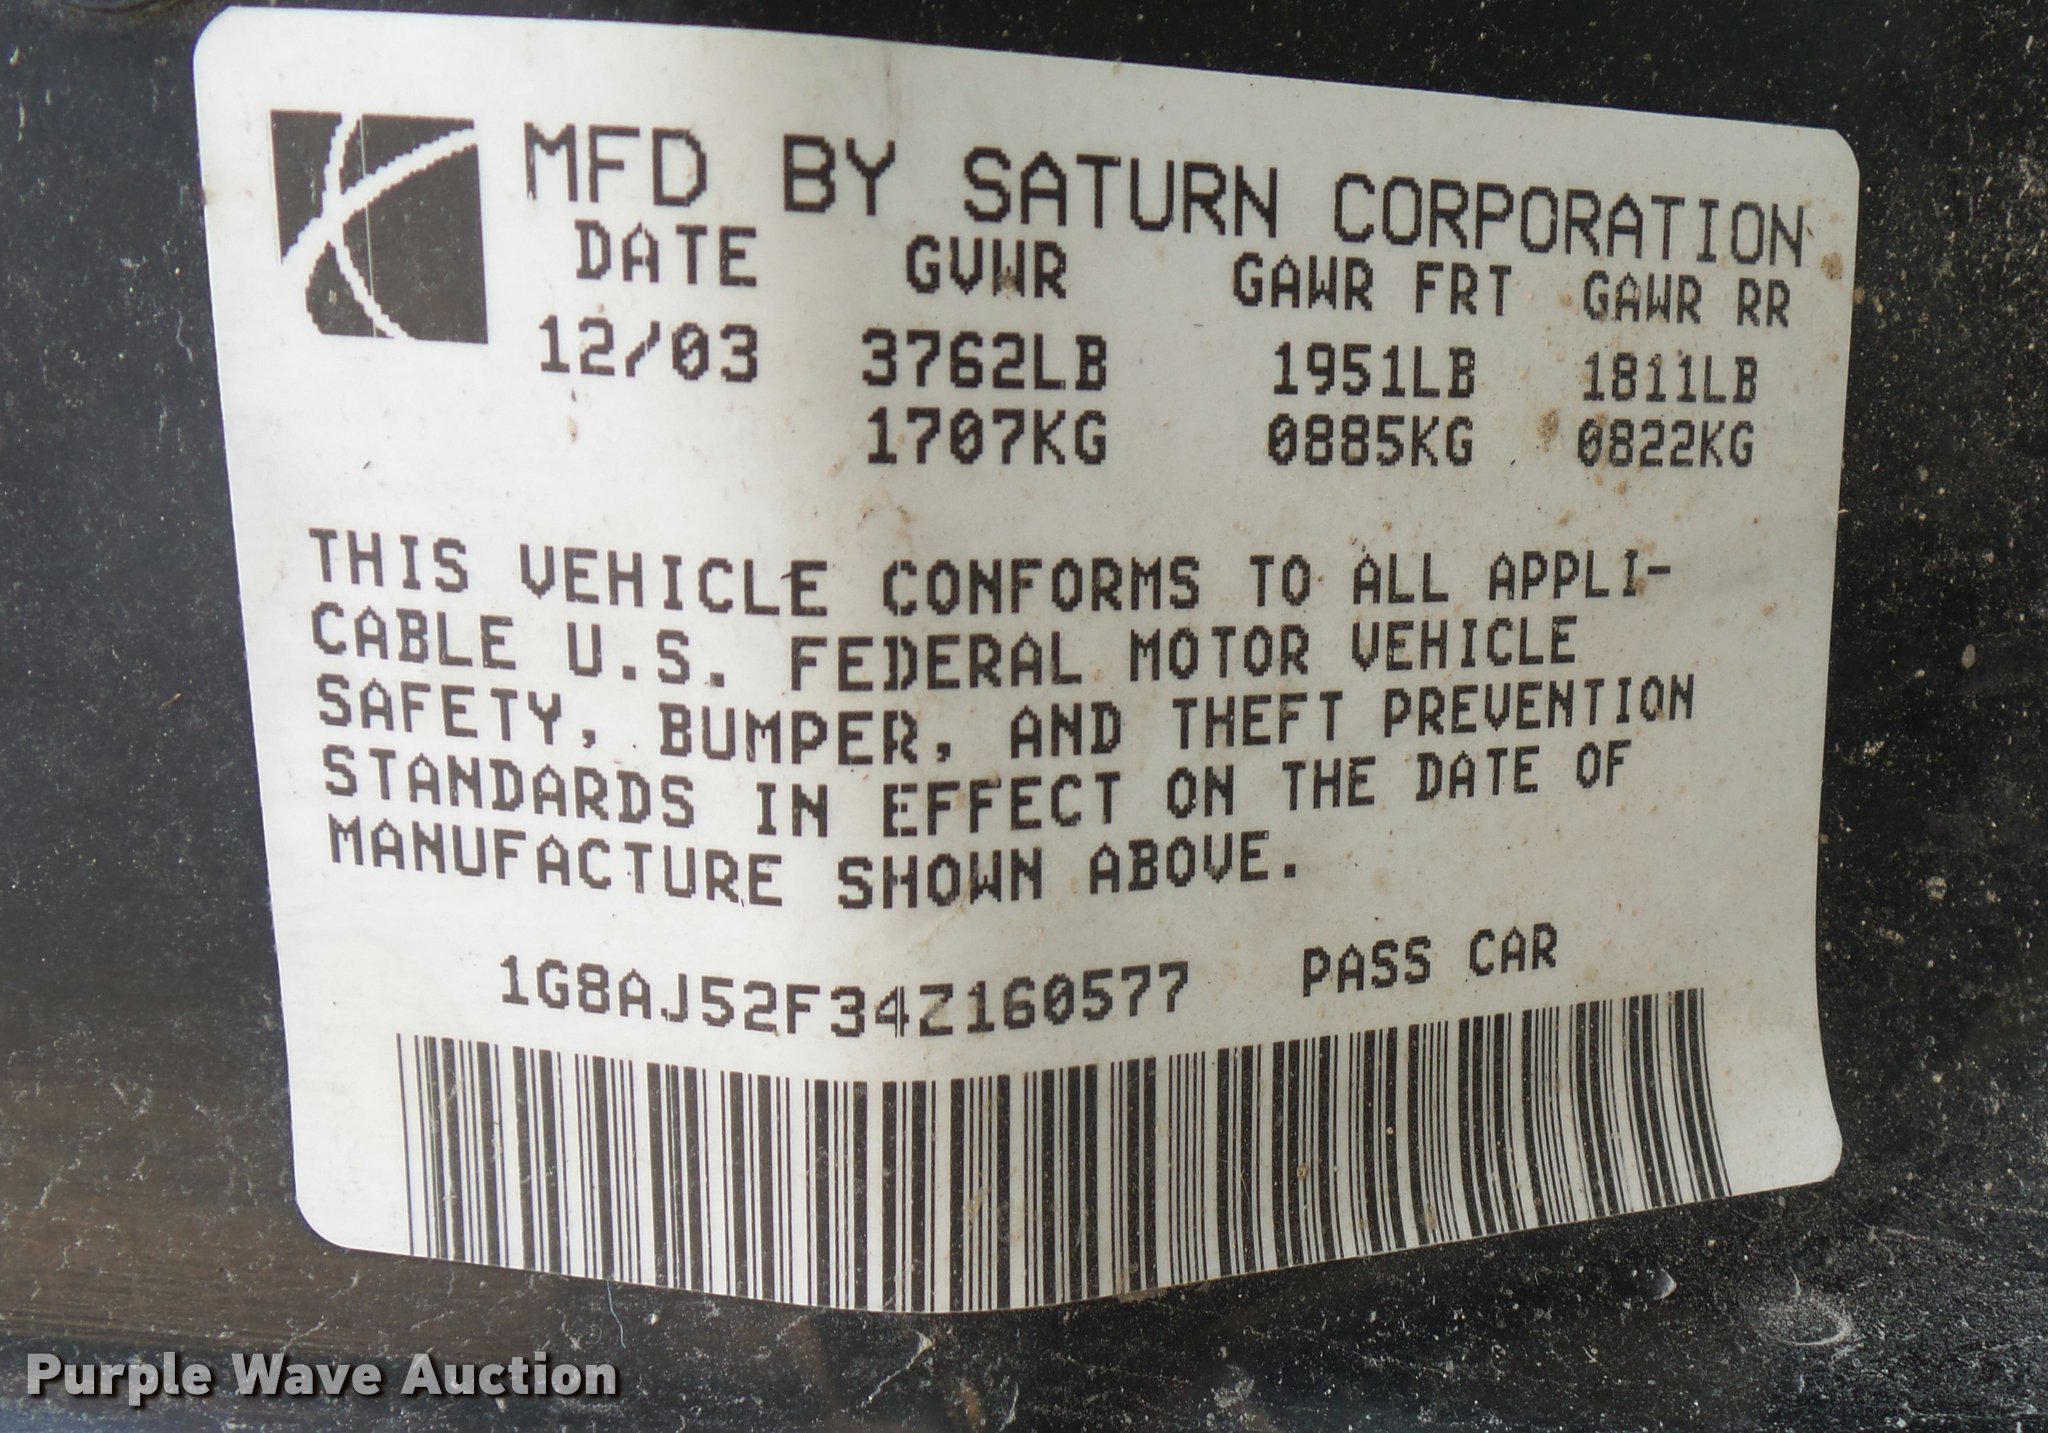 MFD BY SATURN CORPORATION
DATE GVWR GAWR FRT GAWR RR
12/03 3762LB 1951LB 1811LB
1707KG 0885KG 0822KG
THIS VEHICLE CONFORMS TO ALL APPLI-
CABLE U.S. FEDERAL MOTOR VEHICLE
SAFETY, BUMPER, AND THEFT PREVENTION
STANDARDS IN EFFECT ON THE DATE OF
MANUFACTURE SHOWN ABOVE.
1G8AJ52F34Z160577 PASS CAR
Purple Wave Auction